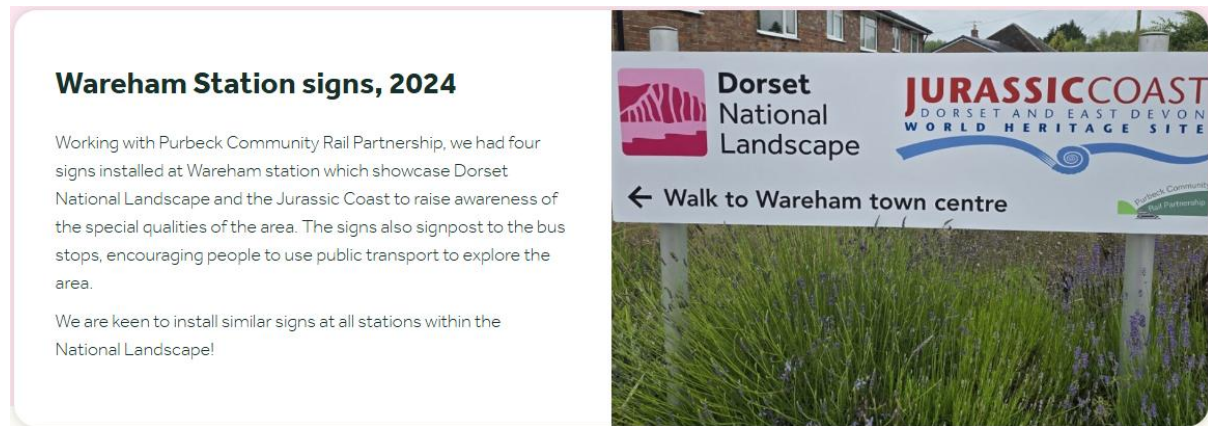 Wareham Station signs, 2024
Working with Purbeck Community Rail Partnership, we had four
signs installed at Wareham station which showcase Dorset
National Landscape and the Jurassic Coast to raise awareness of
the special qualities of the area. The signs also signpost to the bus
stops, encouraging people to use public transport to explore the
area.
We are keen to install similar signs at all stations within the
National Landscape!
Dorset
National
Landscape
JURASSICCOAST
DORSET AND EAST DEVON
WORLD HERITAGE SITE
← Walk to Wareham town centre
Purbeck Community
Rail Partnership